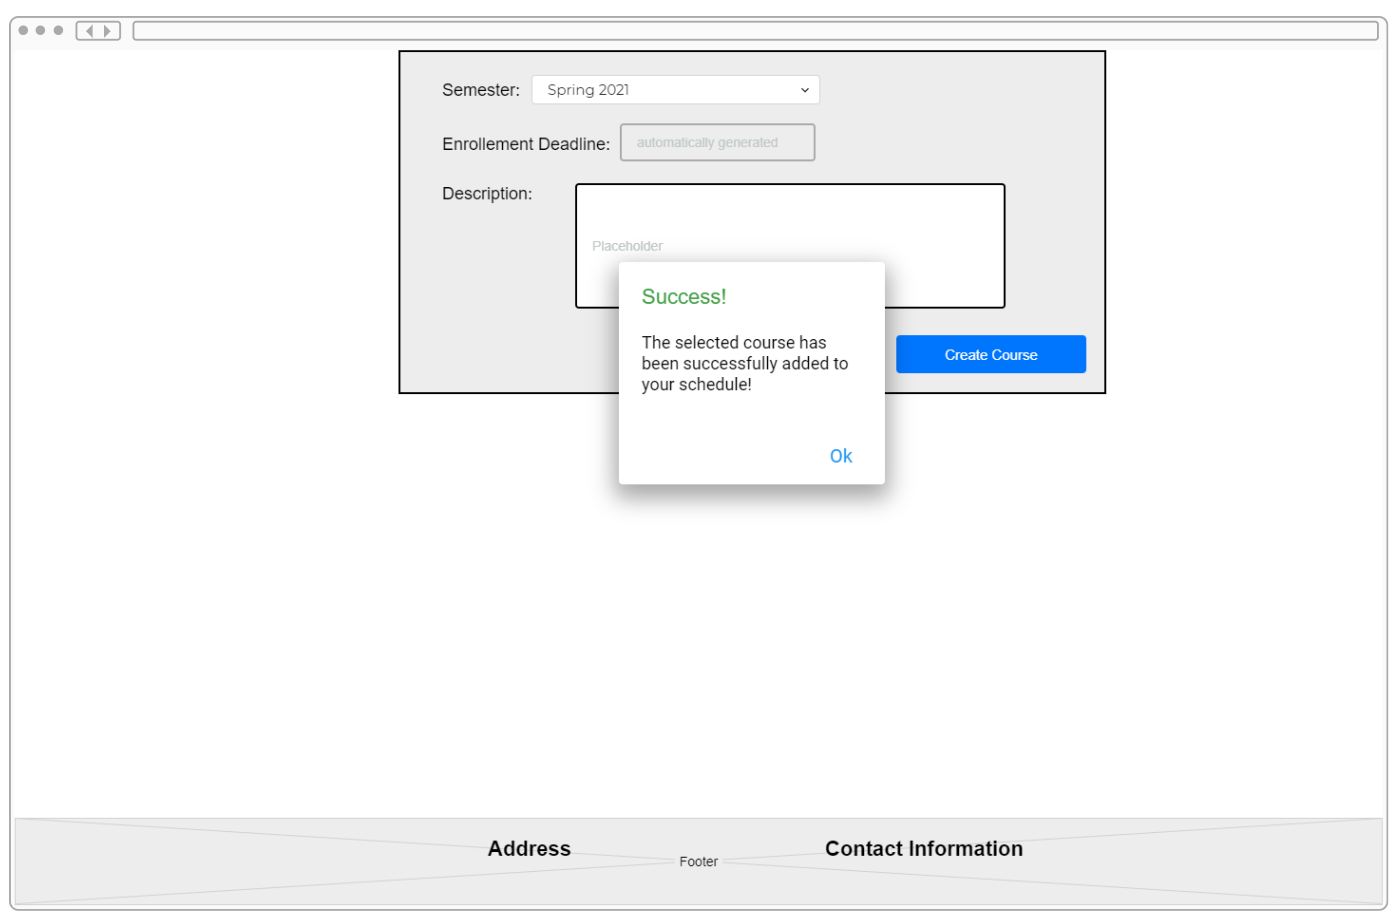 Semester: Spring 2021
Enrollement Deadline: automatically generated
Description:
Placeholder
Success!
The selected course has
been successfully added to
your schedule!
Ok
Create Course
Address
Contact Information
Footer